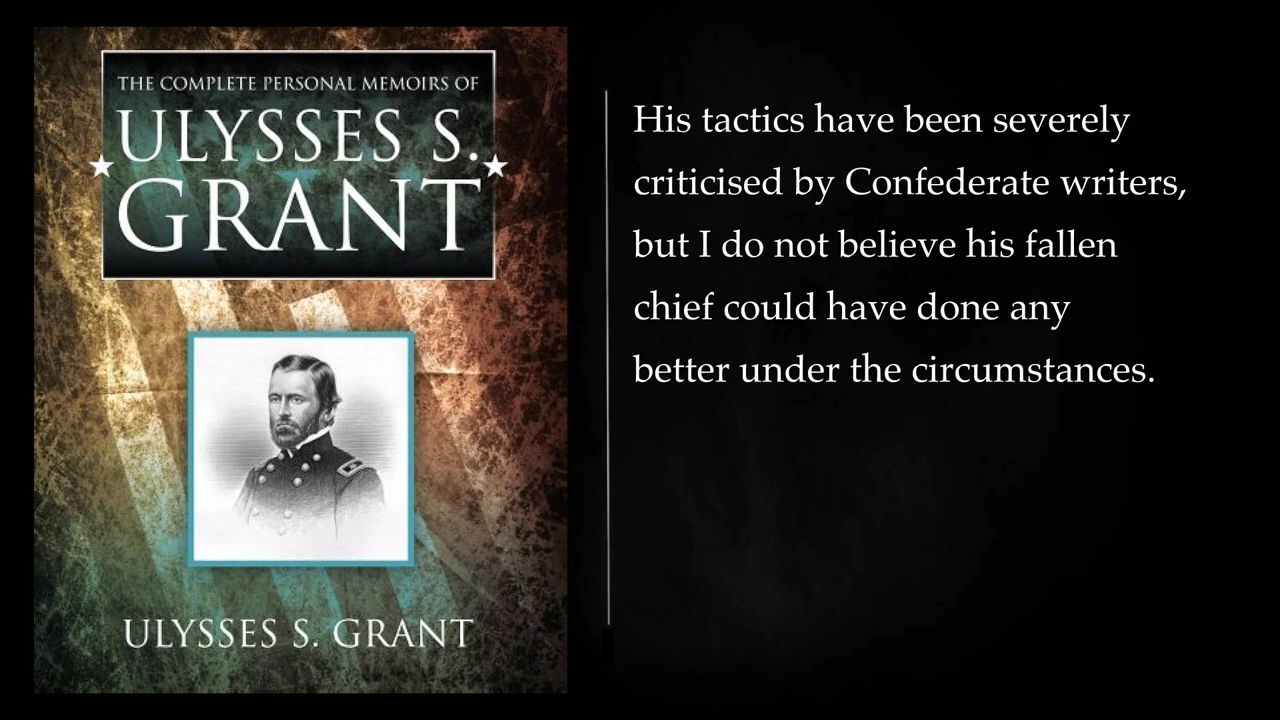 THE COMPLETE PERSONAL MEMOIRS OF
ULYSSES S.
GRANT
ULYSSES S. GRANT
His tactics have been severely
criticised by Confederate writers,
but I do not believe his fallen
chief could have done any
better under the circumstances.